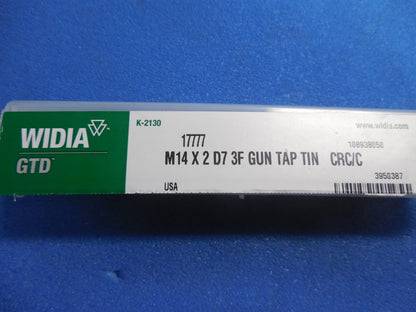 K-2130
www.widia.com
WIDIA
GTD
17777
108938050
M14 X 2 D7 3F GUN TAP TIN CRC/C
3950387
USA